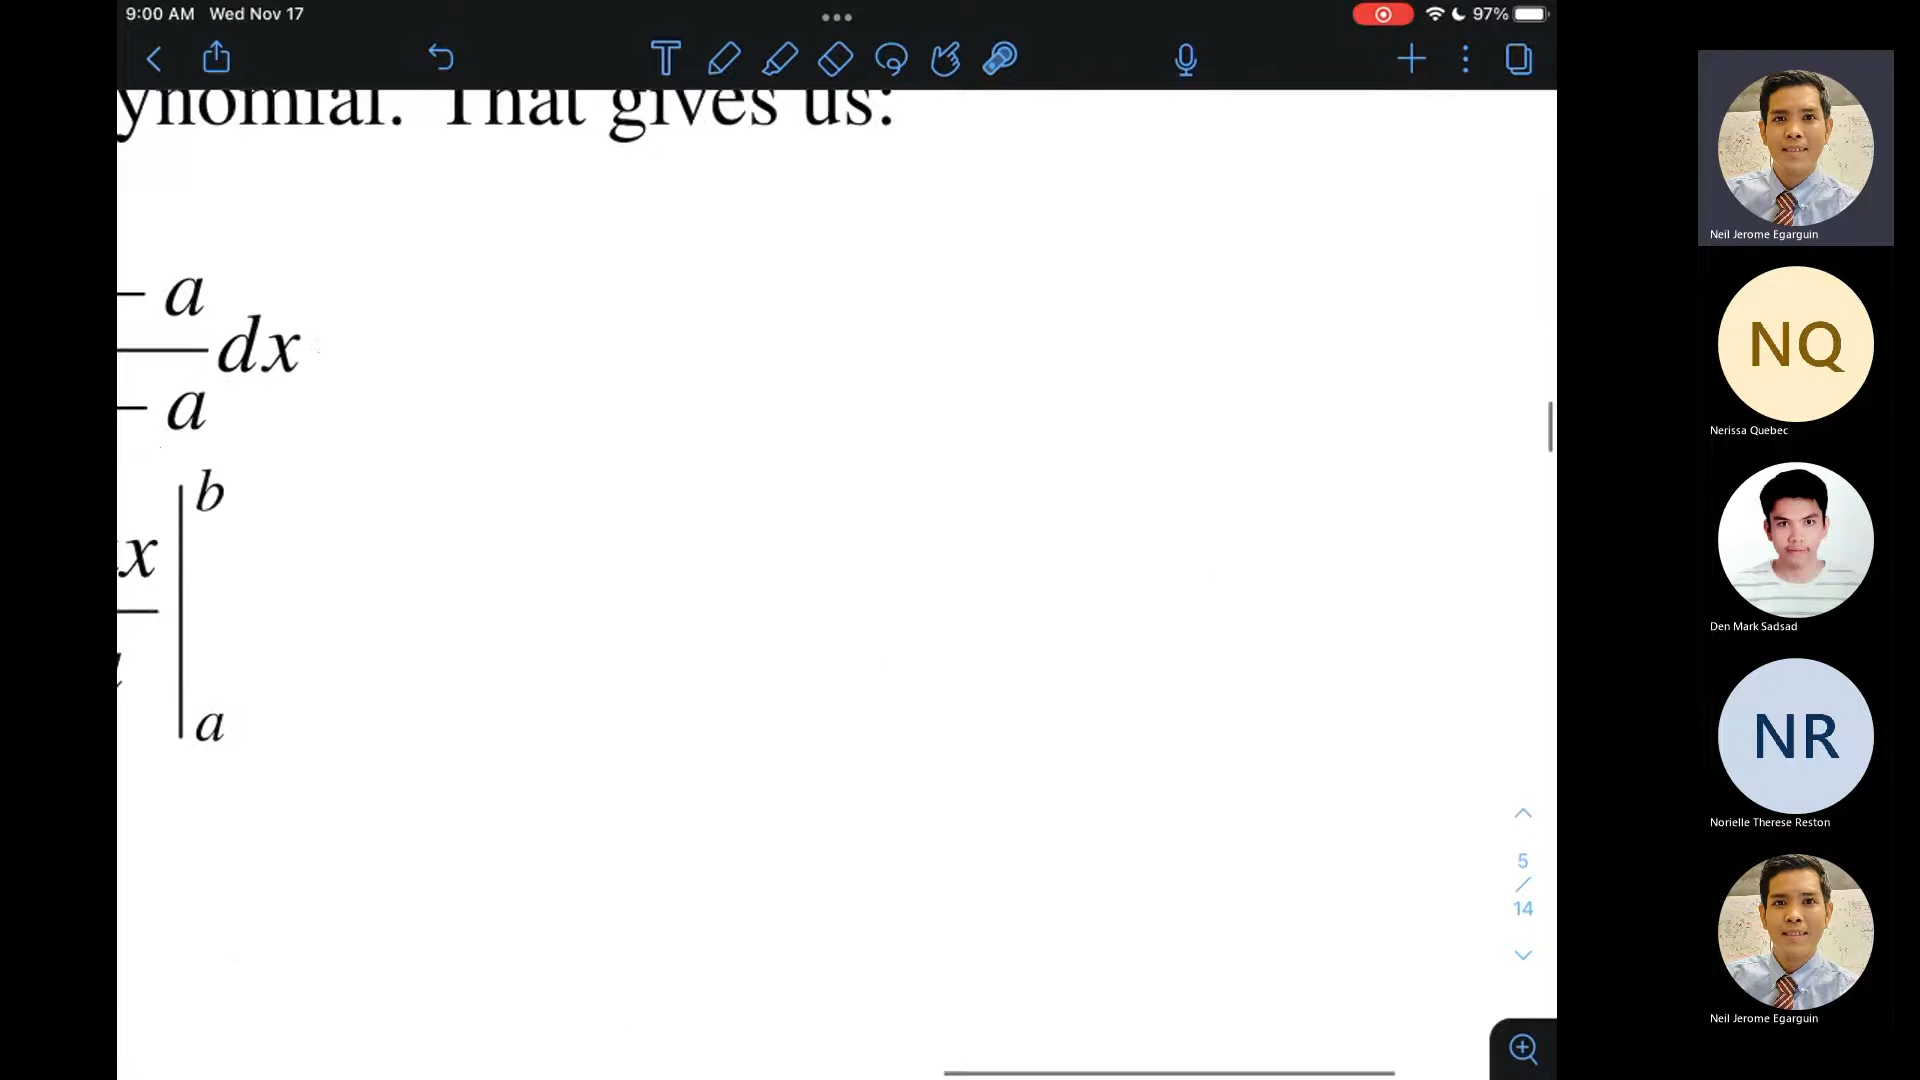 9:00 AM Wed Nov 17
97%
ynomial. That gives us:
− a
dx
− a
b
x
a
5
/
14
Neil Jerome Egarguin
NQ
Nerissa Quebec
Den Mark Sadsad
NR
Norielle Therese Reston
Neil Jerome Egarguin